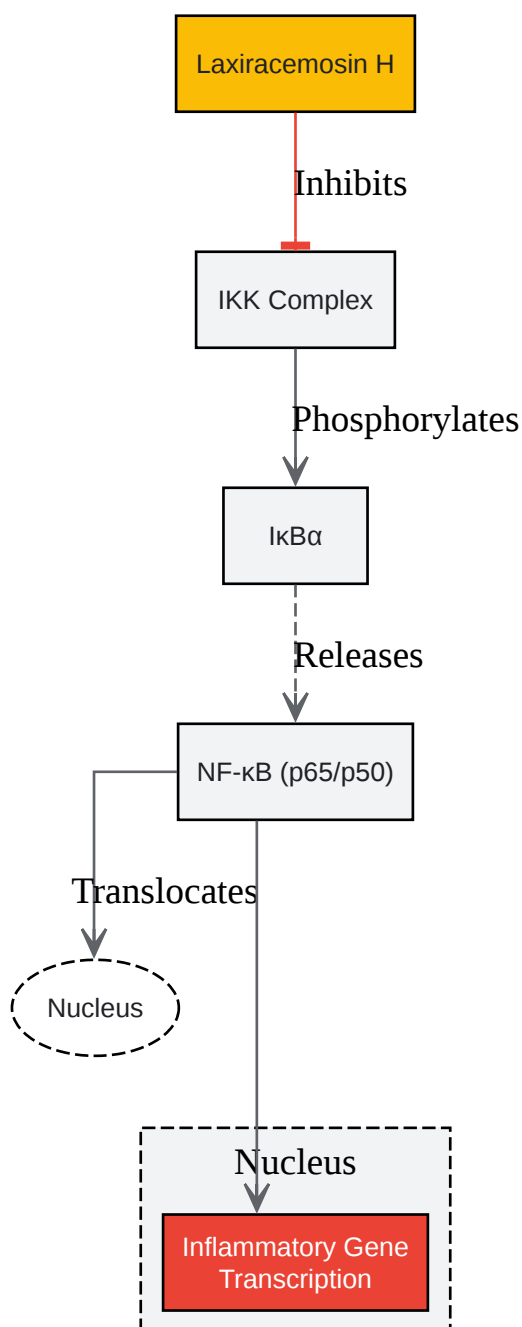 Laxiracemosin H
Inhibits
IKK Complex
Phosphorylates
IκBα
Releases
NF-κB (p65/p50)
Translocates
Nucleus
Nucleus
Inflammatory Gene
Transcription